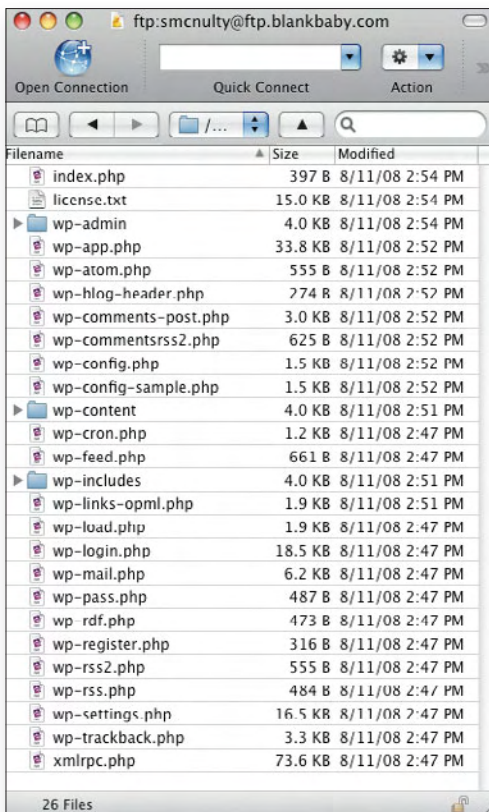 ftp:smcnulty@ftp.blankbaby.com
Open Connection Quick Connect Action
/...
Filename Size Modified
index.php 397 B 8/11/08 2:54 PM
license.txt 15.0 KB 8/11/08 2:54 PM
wp-admin 4.0 KB 8/11/08 2:54 PM
wp-app.php 33.8 KB 8/11/08 2:52 PM
wp-atom.php 555 B 8/11/08 2:52 PM
wp-blog-header.php 274 B 8/11/08 2:52 PM
wp-comments-post.php 3.0 KB 8/11/08 2:52 PM
wp-commentsrss2.php 625 B 8/11/08 2:52 PM
wp-config.php 1.5 KB 8/11/08 2:52 PM
wp-config-sample.php 1.5 KB 8/11/08 2:52 PM
wp-content 4.0 KB 8/11/08 2:51 PM
wp-cron.php 1.2 KB 8/11/08 2:47 PM
wp-feed.php 661 B 8/11/08 2:47 PM
wp-includes 4.0 KB 8/11/08 2:51 PM
wp-links-opml.php 1.9 KB 8/11/08 2:51 PM
wp-load.php 1.9 KB 8/11/08 2:47 PM
wp-login.php 18.5 KB 8/11/08 2:47 PM
wp-mail.php 6.2 KB 8/11/08 2:47 PM
wp-pass.php 487 B 8/11/08 2:47 PM
wp-rdf.php 473 B 8/11/08 2:47 PM
wp-register.php 316 B 8/11/08 2:47 PM
wp-rss2.php 555 B 8/11/08 2:47 PM
wp-rss.php 484 B 8/11/08 2:47 PM
wp-settings.php 16.5 KB 8/11/08 2:47 PM
wp-trackback.php 3.3 KB 8/11/08 2:47 PM
xmlrpc.php 73.6 KB 8/11/08 2:47 PM
26 Files